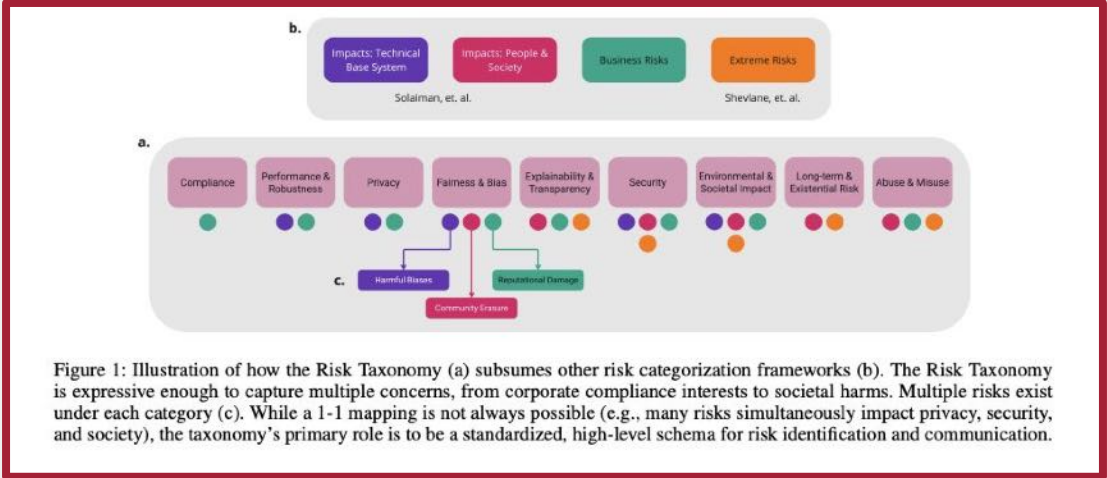 b.
Impacts: Technical
Base System
Impacts: People &
Society
Business Risks
Extreme Risks
Solaiman, et. al.
Shevlane, et. al.
a.
Compliance
Performance &
Robustness
Privacy
Fairness & Bias
Explainability &
Transparency
Security
Environmental &
Societal Impact
Long-term &
Existential Risk
Abuse & Misuse
c.
Harmful Biases
Reputational Damage
Community Erasure
Figure 1: Illustration of how the Risk Taxonomy (a) subsumes other risk categorization frameworks (b). The Risk Taxonomy
is expressive enough to capture multiple concerns, from corporate compliance interests to societal harms. Multiple risks exist
under each category (c). While a 1-1 mapping is not always possible (e.g., many risks simultaneously impact privacy, security,
and society), the taxonomy's primary role is to be a standardized, high-level schema for risk identification and communication.